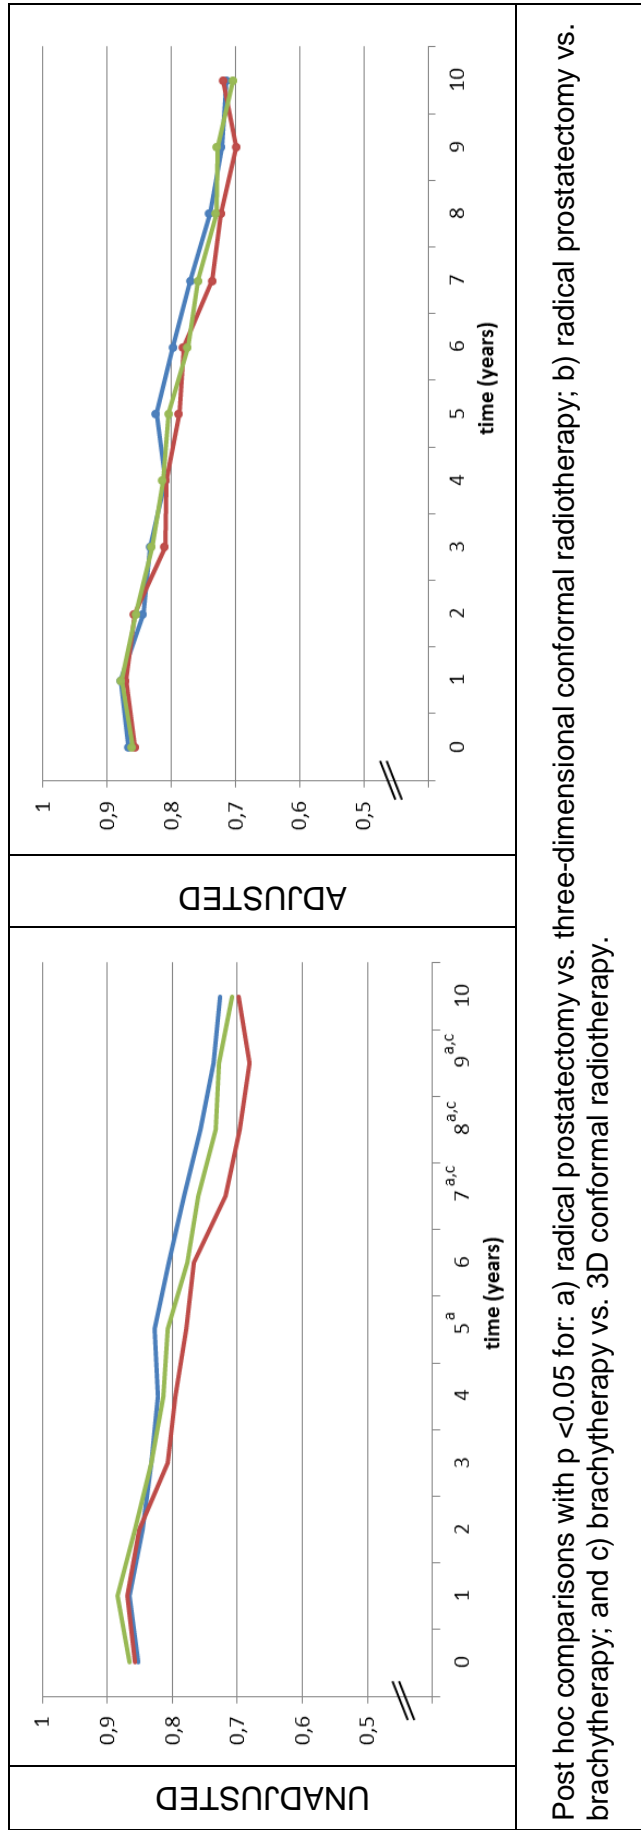 UNADJUSTED
1
0,9
0,8
0,7
0,6
0,5
0 1 2 3 4 5ᵃ 6 7ᵃ,ᶜ 8ᵃ,ᶜ 9ᵃ,ᶜ 10
time (years)
ADJUSTED
1
0,9
0,8
0,7
0,6
0,5
0 1 2 3 4 5 6 7 8 9 10
time (years)
Post hoc comparisons with p <0.05 for: a) radical prostatectomy vs. three-dimensional conformal radiotherapy; b) radical prostatectomy vs.
brachytherapy; and c) brachytherapy vs. 3D conformal radiotherapy.